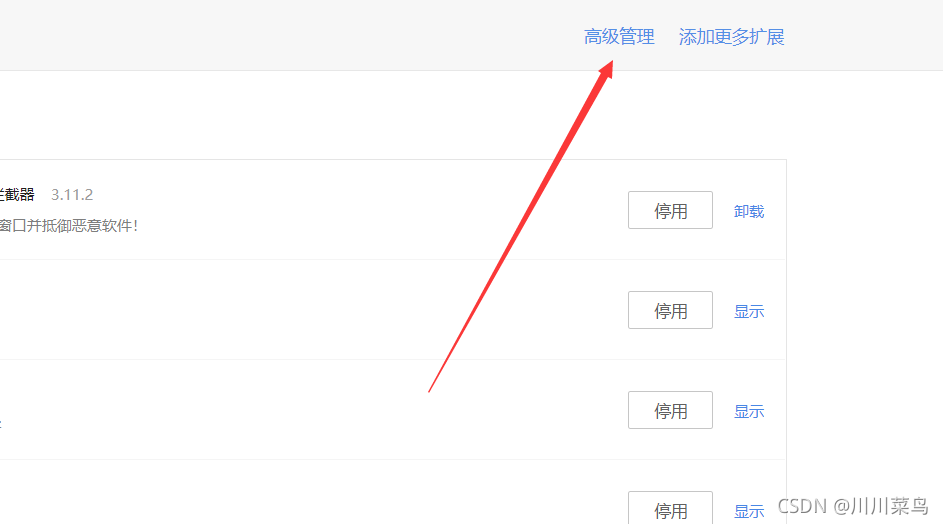 高级管理 添加更多扩展
截器 3.11.2
停用 卸载
窗口并抵御恶意软件!
停用 显示
停用 显示
停用 显示
CSDN @川川菜鸟